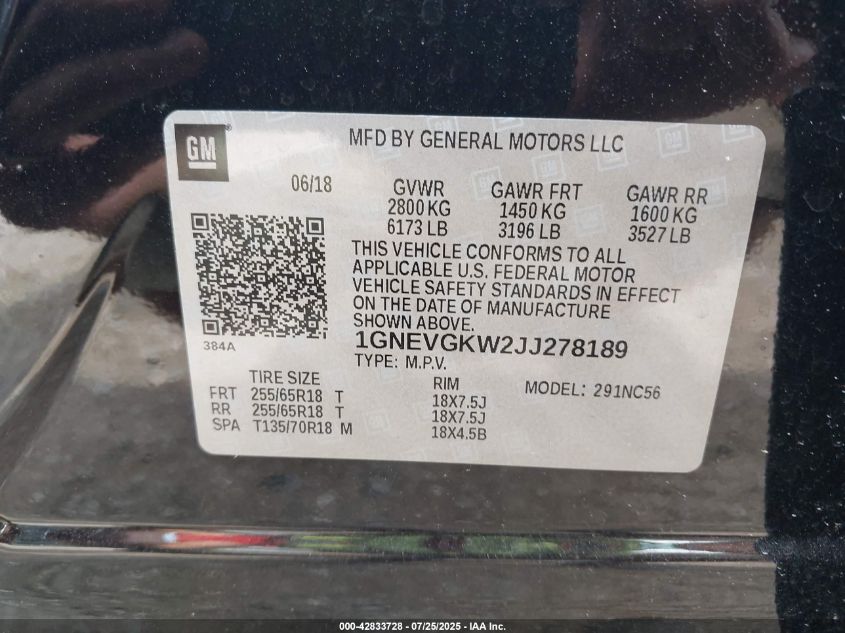 GM
MFD BY GENERAL MOTORS LLC
06/18
GVWR GAWR FRT GAWR RR
2800 KG 1450 KG 1600 KG
6173 LB 3196 LB 3527 LB
THIS VEHICLE CONFORMS TO ALL
APPLICABLE U.S. FEDERAL MOTOR
VEHICLE SAFETY STANDARDS IN EFFECT
ON THE DATE OF MANUFACTURE
SHOWN ABOVE.
384A
1GNEVGKW2JJ278189
TYPE: M.P.V.
TIRE SIZE RIM MODEL: 291NC56
FRT 255/65R18 T 18X7.5J
RR 255/65R18 T 18X7.5J
SPA T135/70R18 M 18X4.5B
000-42833728 - 07/25/2025 - IAA Inc.